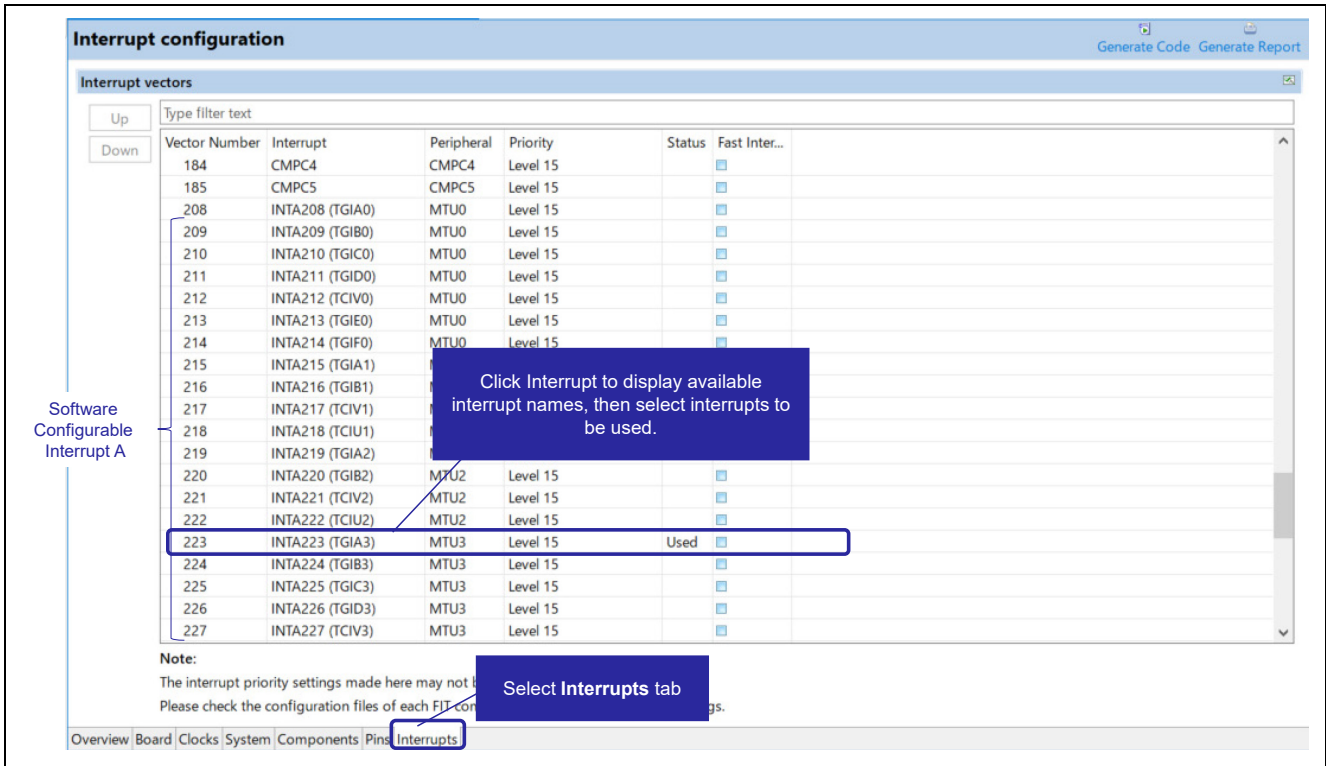 Interrupt configuration
Generate Code Generate Report
Interrupt vectors
Up
Down
Type filter text
Vector Number Interrupt Peripheral Priority Status Fast Inter...
184 CMPC4 CMPC4 Level 15
185 CMPC5 CMPC5 Level 15
208 INTA208 (TGIA0) MTU0 Level 15
209 INTA209 (TGIB0) MTU0 Level 15
210 INTA210 (TGIC0) MTU0 Level 15
211 INTA211 (TGID0) MTU0 Level 15
212 INTA212 (TCIV0) MTU0 Level 15
213 INTA213 (TGIE0) MTU0 Level 15
214 INTA214 (TGIF0) MTU0 Level 15
215 INTA215 (TGIA1)
216 INTA216 (TGIB1)
217 INTA217 (TCIV1)
218 INTA218 (TCIU1)
219 INTA219 (TGIA2)
220 INTA220 (TGIB2) MTU2 Level 15
221 INTA221 (TCIV2) MTU2 Level 15
222 INTA222 (TCIU2) MTU2 Level 15
223 INTA223 (TGIA3) MTU3 Level 15 Used
224 INTA224 (TGIB3) MTU3 Level 15
225 INTA225 (TGIC3) MTU3 Level 15
226 INTA226 (TGID3) MTU3 Level 15
227 INTA227 (TCIV3) MTU3 Level 15
Software
Configurable
Interrupt A
Click Interrupt to display available
interrupt names, then select interrupts to
be used.
Note:
The interrupt priority settings made here may not
Please check the configuration files of each FIT
Select Interrupts tab
Overview Board Clocks System Components Pins Interrupts